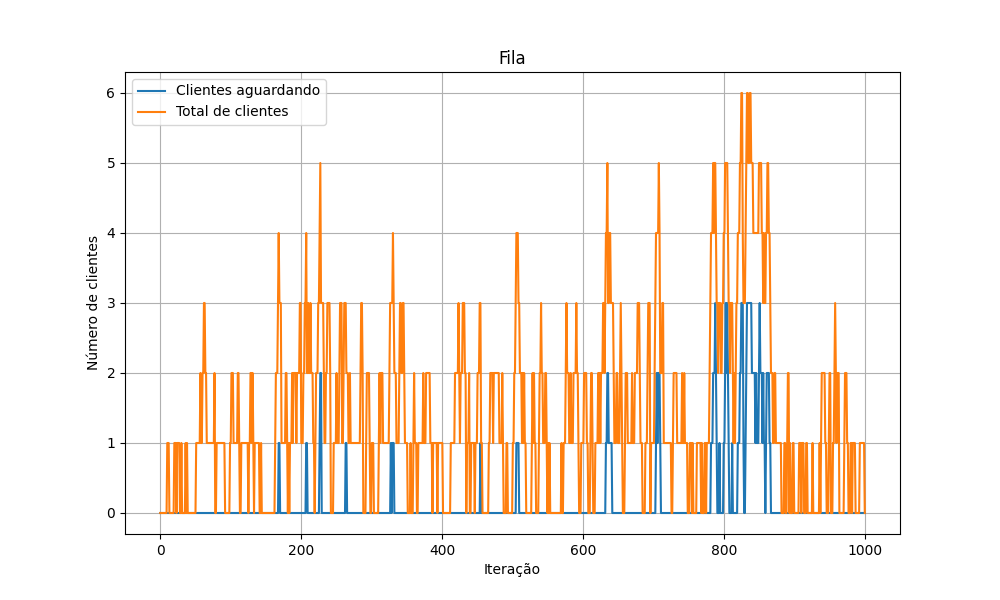 Fila
Clientes aguardando
Total de clientes
Número de clientes
6
5
4
3
2
1
0
0 200 400 600 800 1000
Iteração